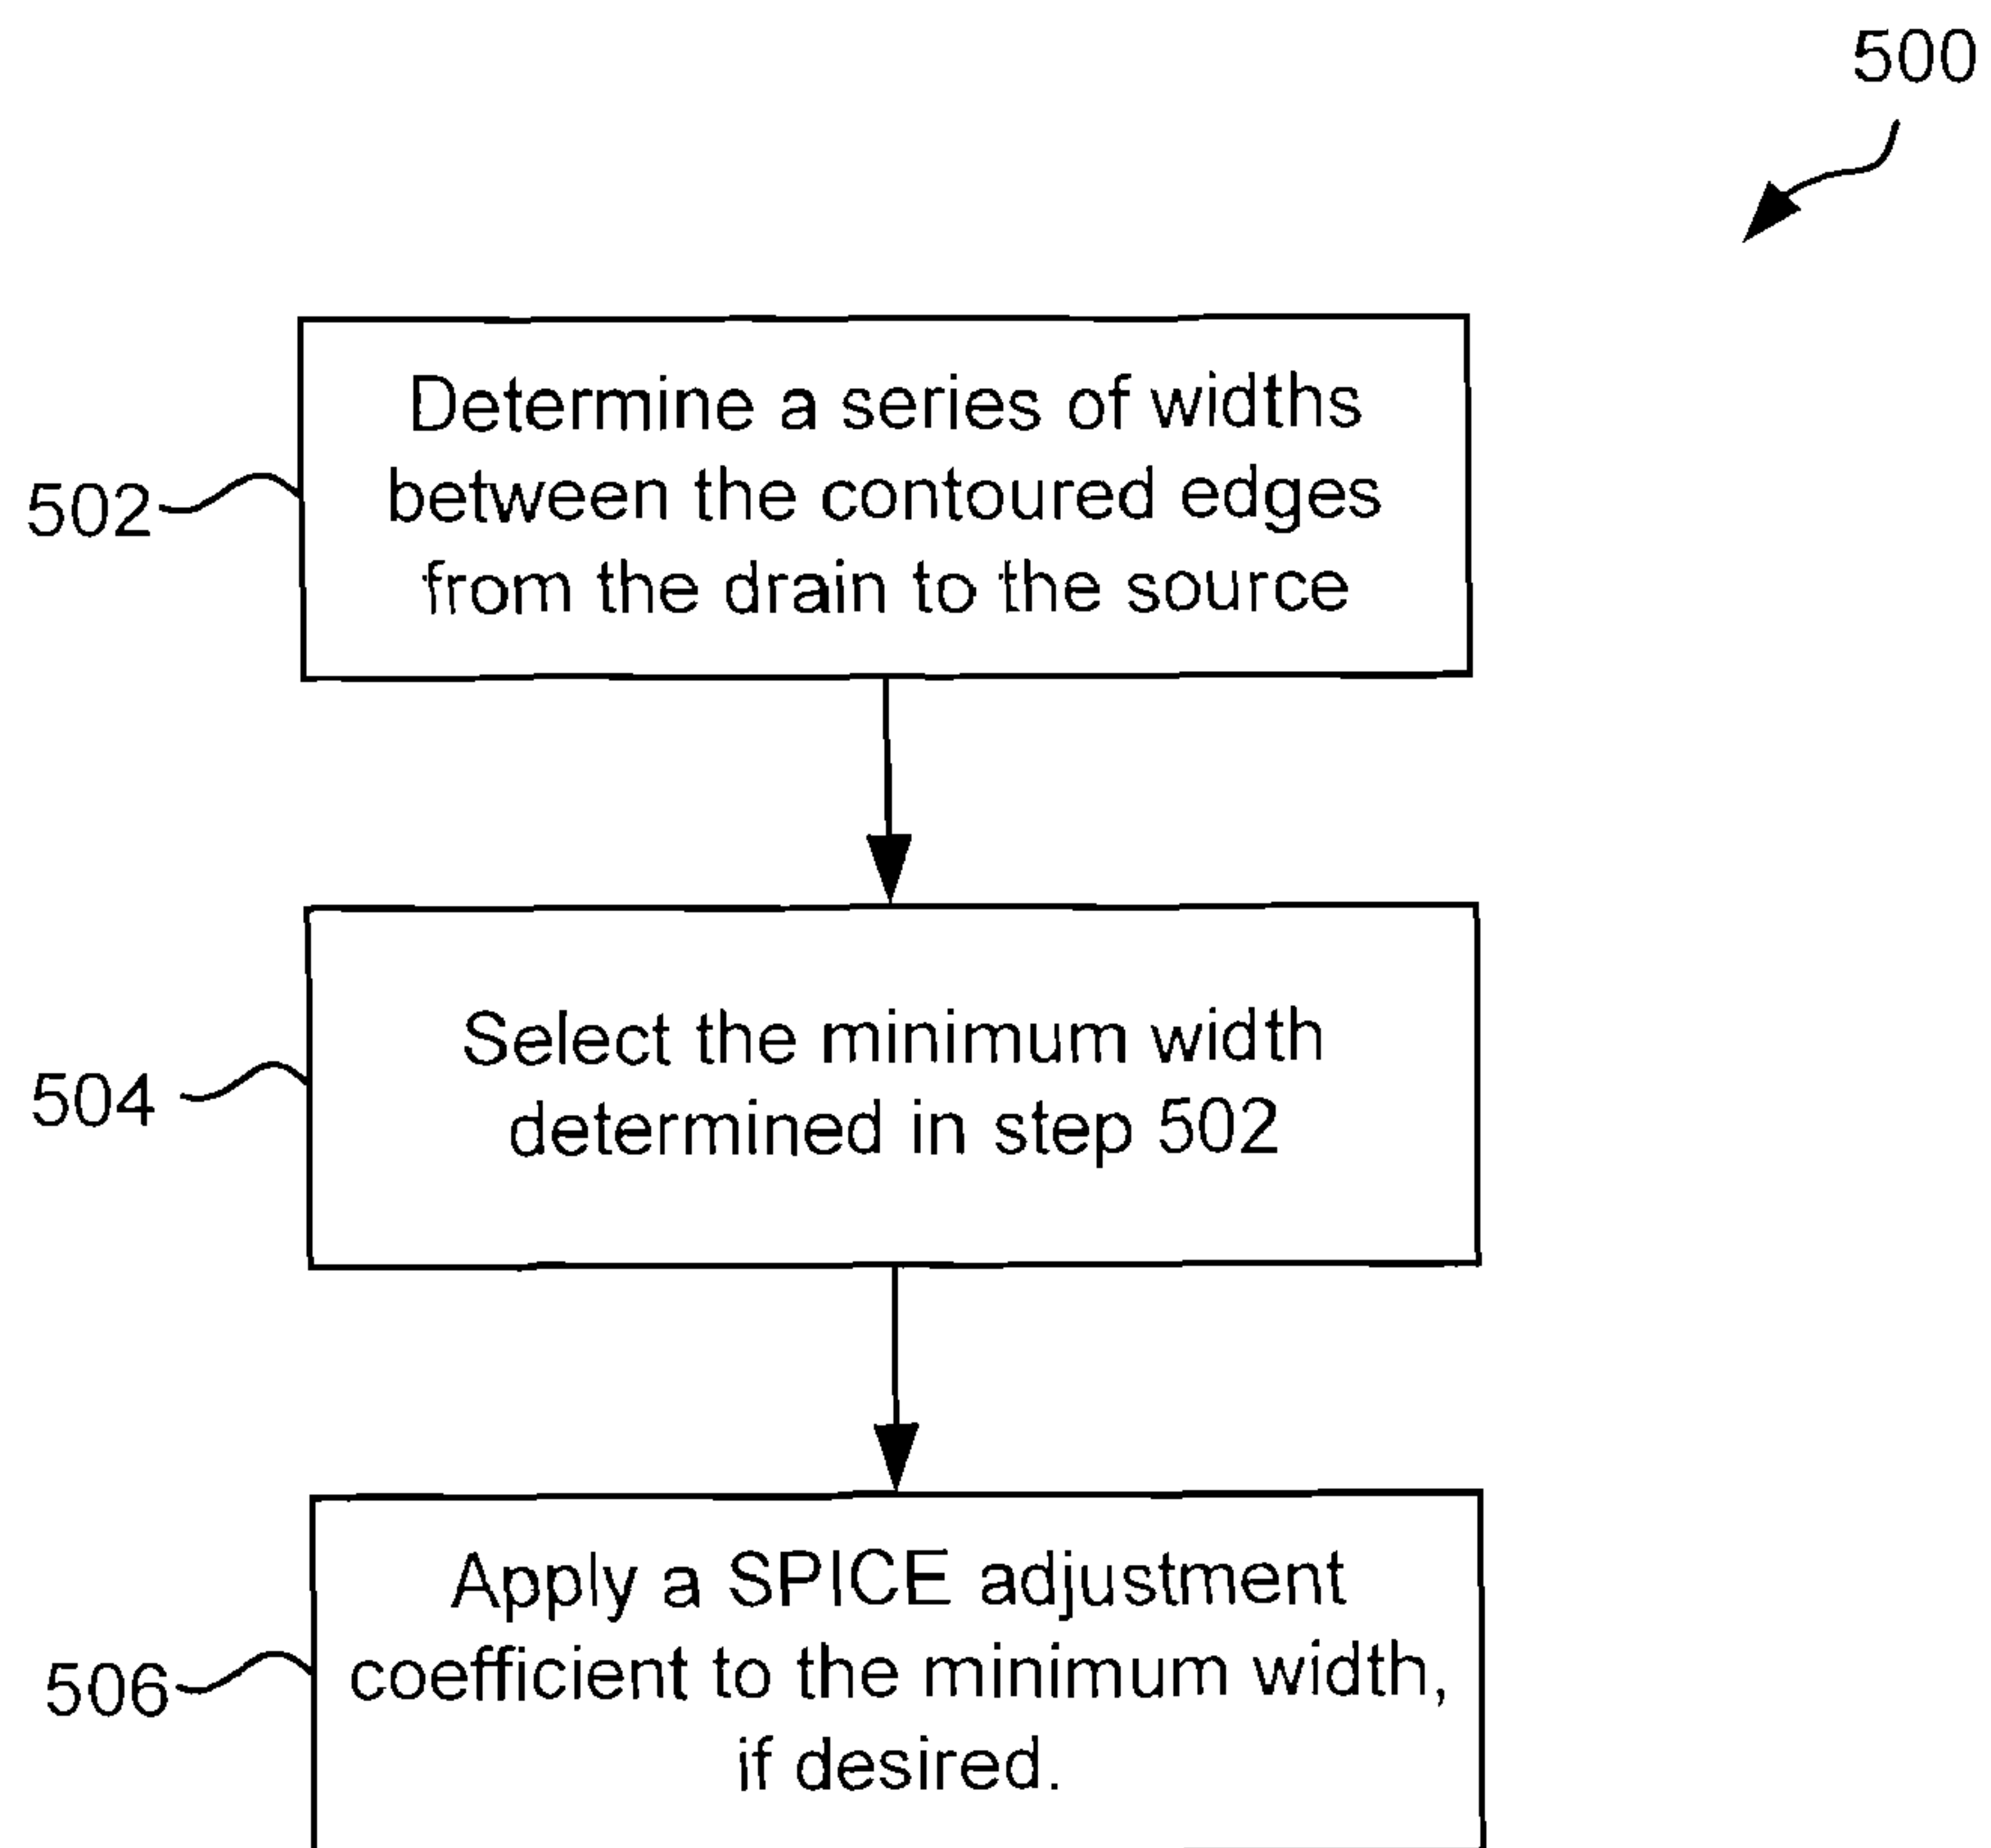 500
Determine a series of widths
between the contoured edges
from the drain to the source
502
Select the minimum width
determined in step 502
504
Apply a SPICE adjustment
coefficient to the minimum width,
if desired.
506